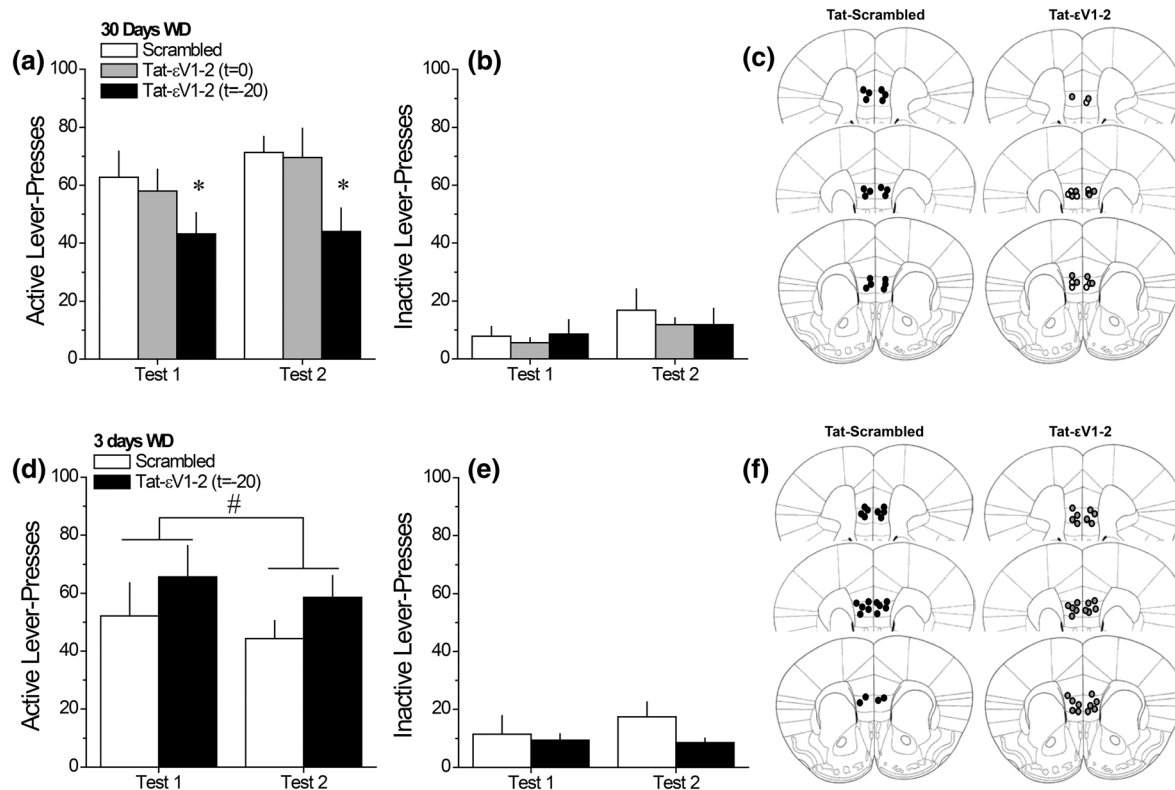 30 Days WD
Scrambled
Tat-εV1-2 (t=0)
Tat-εV1-2 (t=-20)
(a)
100
80
60
40
20
0
Active Lever-Presses
*
*
Test 1
Test 2
(b)
100
80
60
40
20
0
Inactive Lever-Presses
Test 1
Test 2
(c)
Tat-Scrambled
Tat-εV1-2
3 days WD
Scrambled
Tat-εV1-2 (t=-20)
(d)
100
80
60
40
20
0
Active Lever-Presses
#
Test 1
Test 2
(e)
100
80
60
40
20
0
Inactive Lever-Presses
Test 1
Test 2
(f)
Tat-Scrambled
Tat-εV1-2